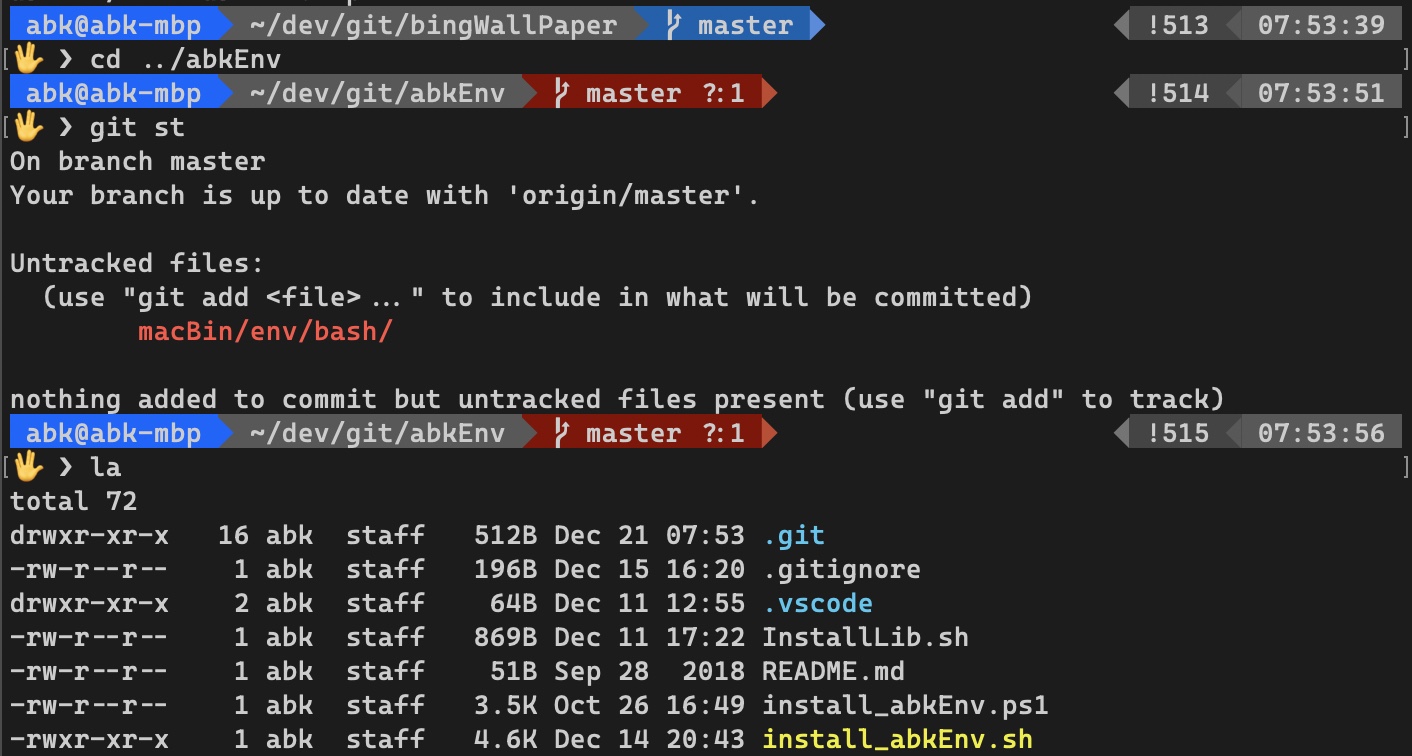 abk@abk-mbp ~/dev/git/bingWallPaper master !513 07:53:39
[🖖 ❯ cd ../abkEnv ]
abk@abk-mbp ~/dev/git/abkEnv master ?:1 !514 07:53:51
[🖖 ❯ git st ]
On branch master
Your branch is up to date with 'origin/master'.
Untracked files:
(use "git add <file>..." to include in what will be committed)
macBin/env/bash/
nothing added to commit but untracked files present (use "git add" to track)
abk@abk-mbp ~/dev/git/abkEnv master ?:1 !515 07:53:56
[🖖 ❯ la ]
total 72
drwxr-xr-x 16 abk staff 512B Dec 21 07:53 .git
-rw-r--r-- 1 abk staff 196B Dec 15 16:20 .gitignore
drwxr-xr-x 2 abk staff 64B Dec 11 12:55 .vscode
-rw-r--r-- 1 abk staff 869B Dec 11 17:22 InstallLib.sh
-rw-r--r-- 1 abk staff 51B Sep 28 2018 README.md
-rw-r--r-- 1 abk staff 3.5K Oct 26 16:49 install_abkEnv.ps1
-rwxr-xr-x 1 abk staff 4.6K Dec 14 20:43 install_abkEnv.sh